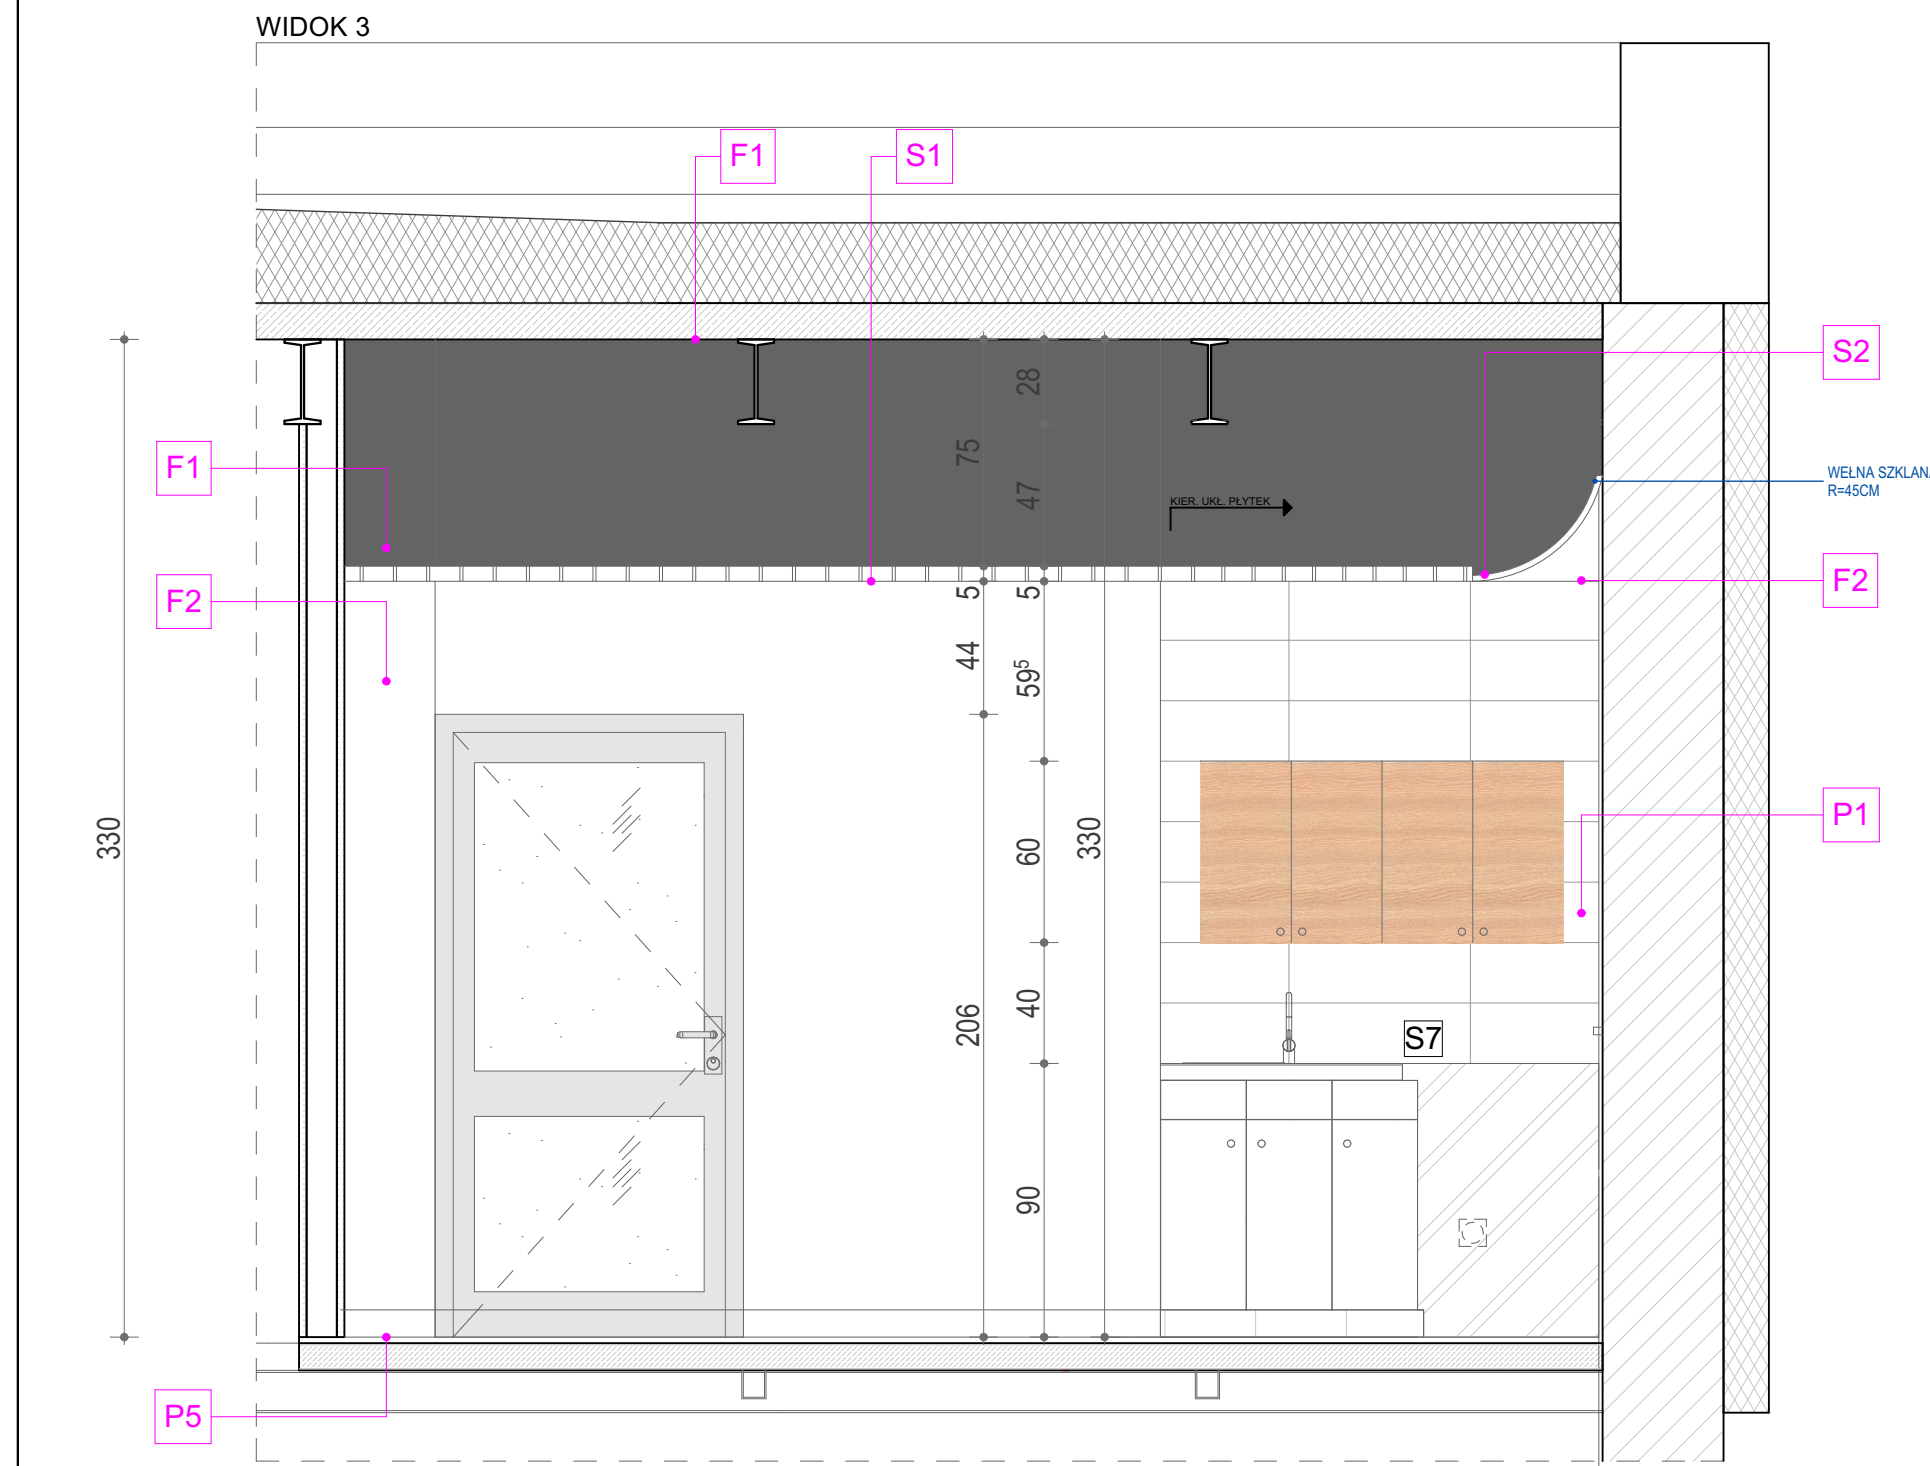 WIDOK 3
F1
S1
S2
28
75
F1
47
KIER. UKŁ. PŁYTEK
WEŁNA SZKLANA
R=45CM
F2
5
5
F2
44
59⁵
330
60
330
P1
206
40
S7
90
P5